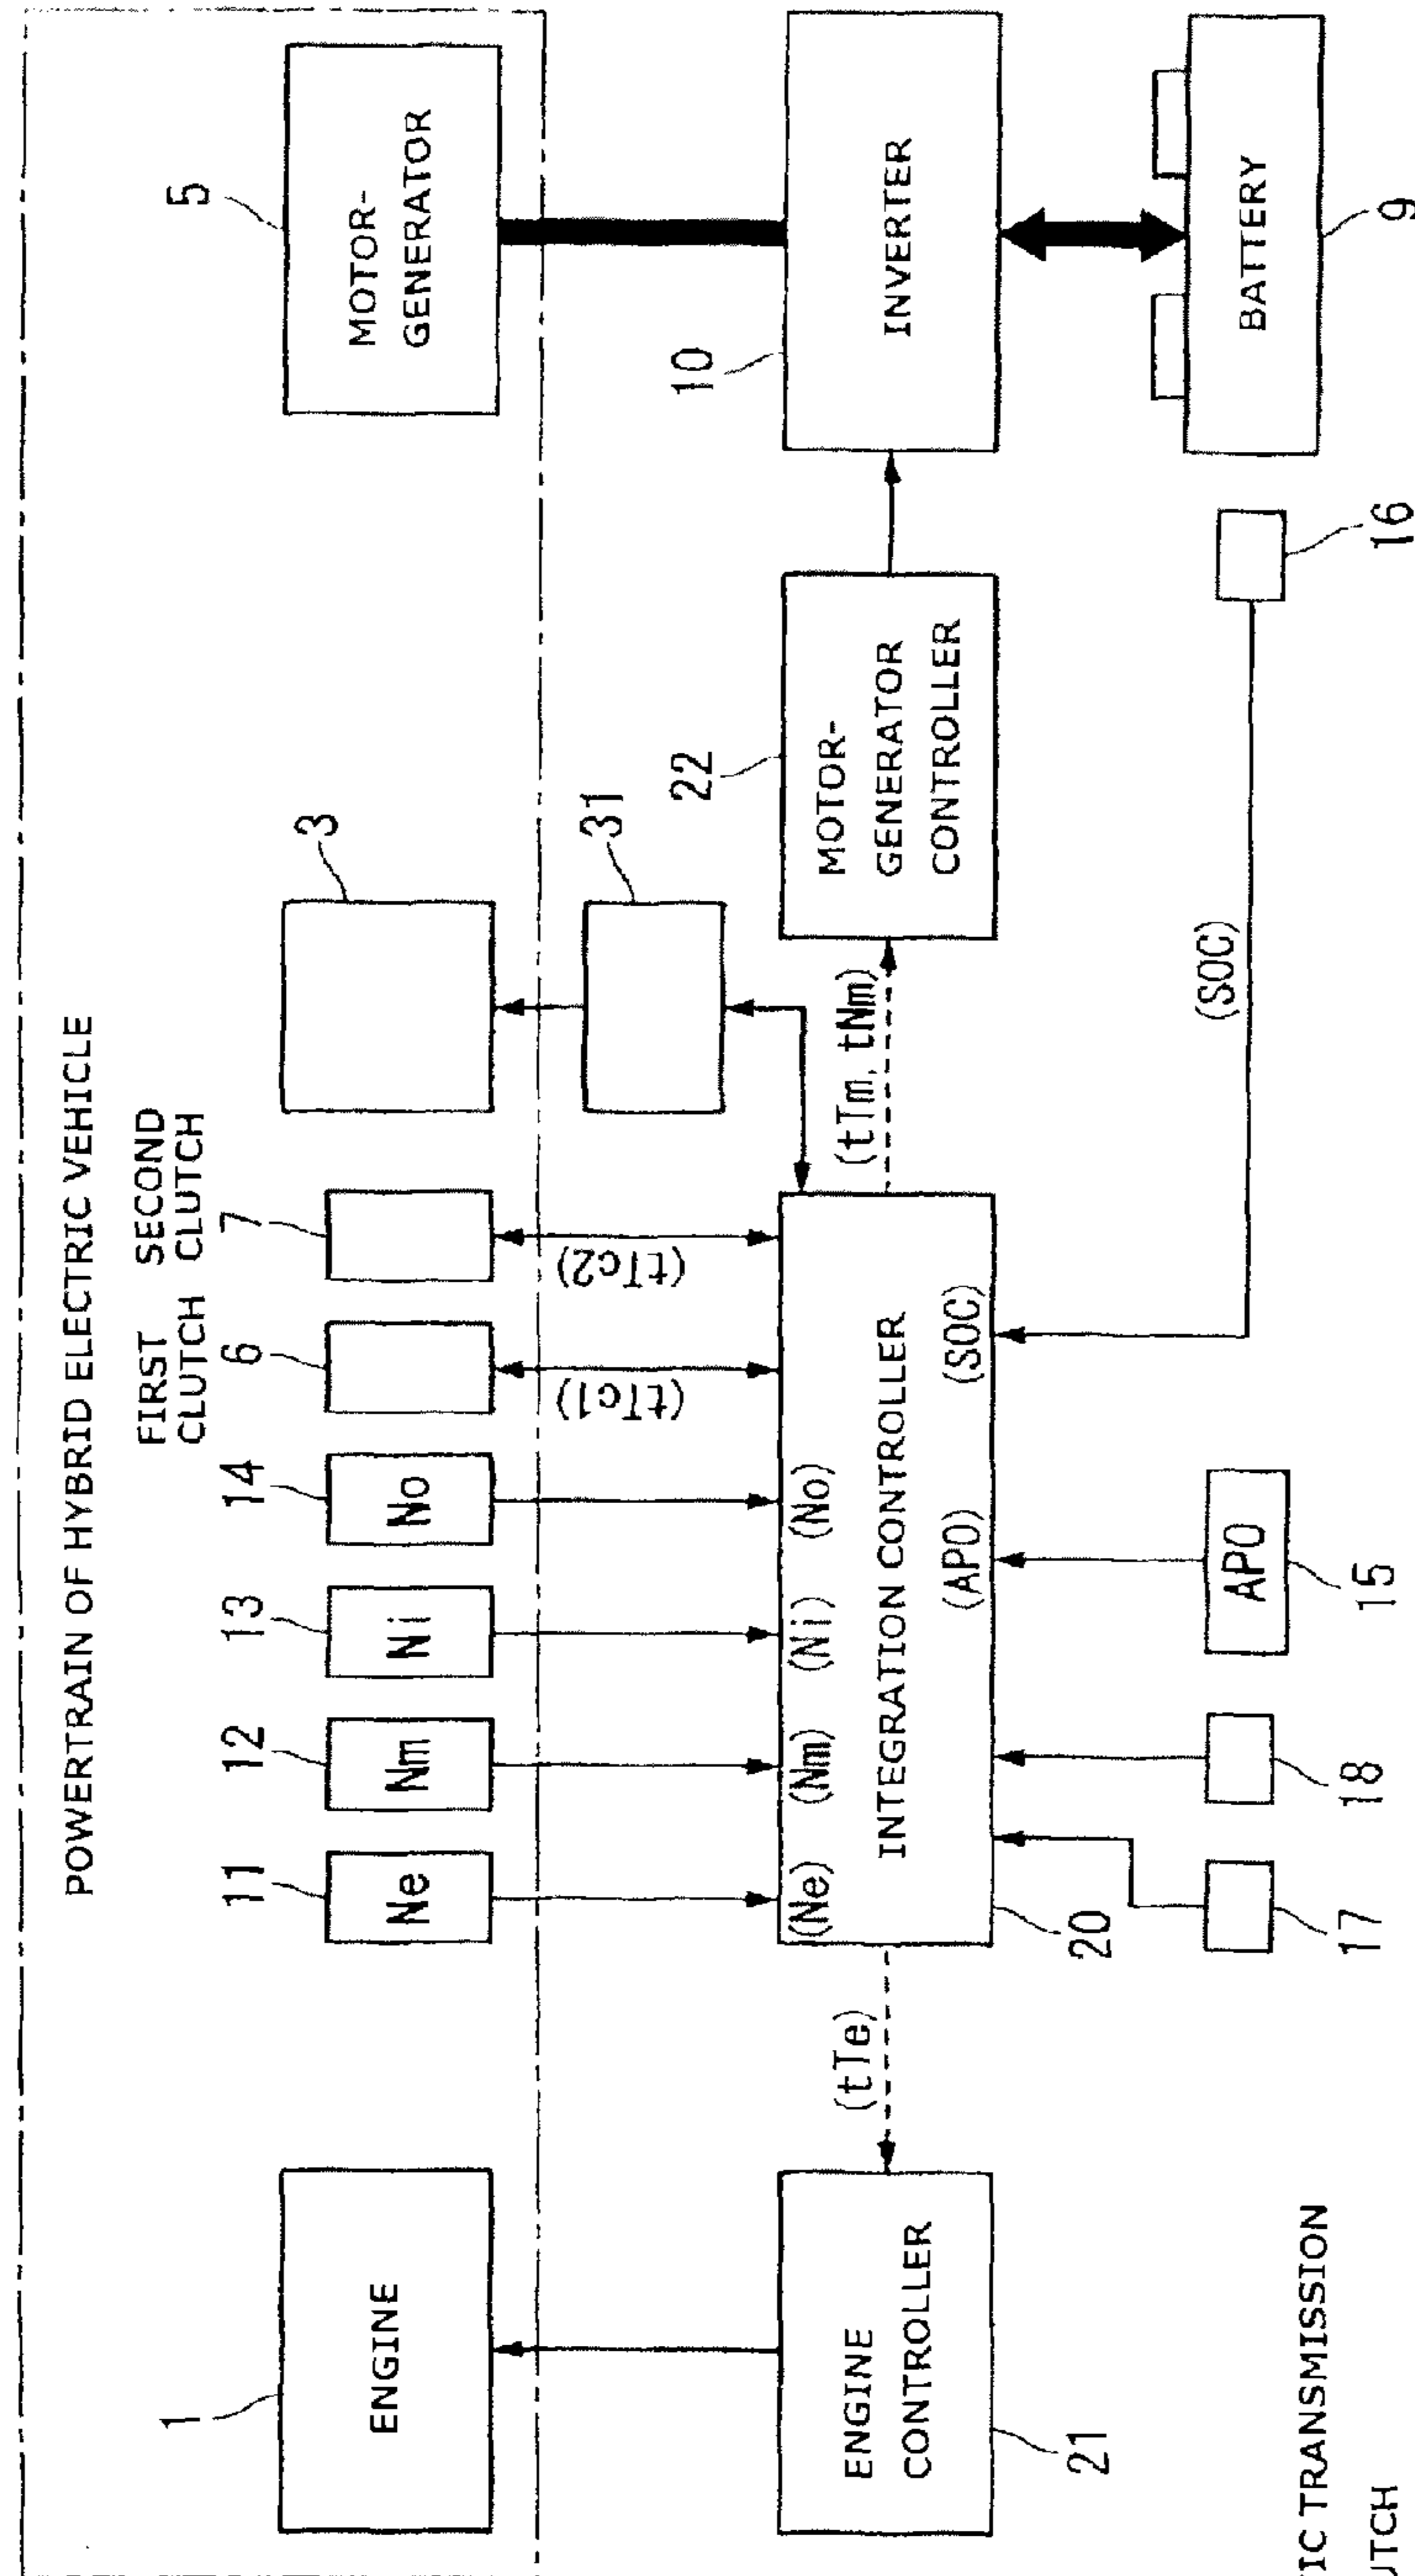 POWERTRAIN OF HYBRID ELECTRIC VEHICLE
FIRST
CLUTCH
SECOND
CLUTCH
1
11
12
13
14
6
7
3
5
ENGINE
Ne
Nm
Ni
No
MOTOR-
GENERATOR
(tTc1)
(tTc2)
31
21
ENGINE
CONTROLLER
(tTe)
20
(Ne)
(Nm)
(Ni)
(No)
INTEGRATION CONTROLLER
(APO)
(SOC)
(tTm, tNm)
22
MOTOR-
GENERATOR
CONTROLLER
10
INVERTER
17
18
APO
15
(SOC)
16
BATTERY
9
IC TRANSMISSION
UTCH